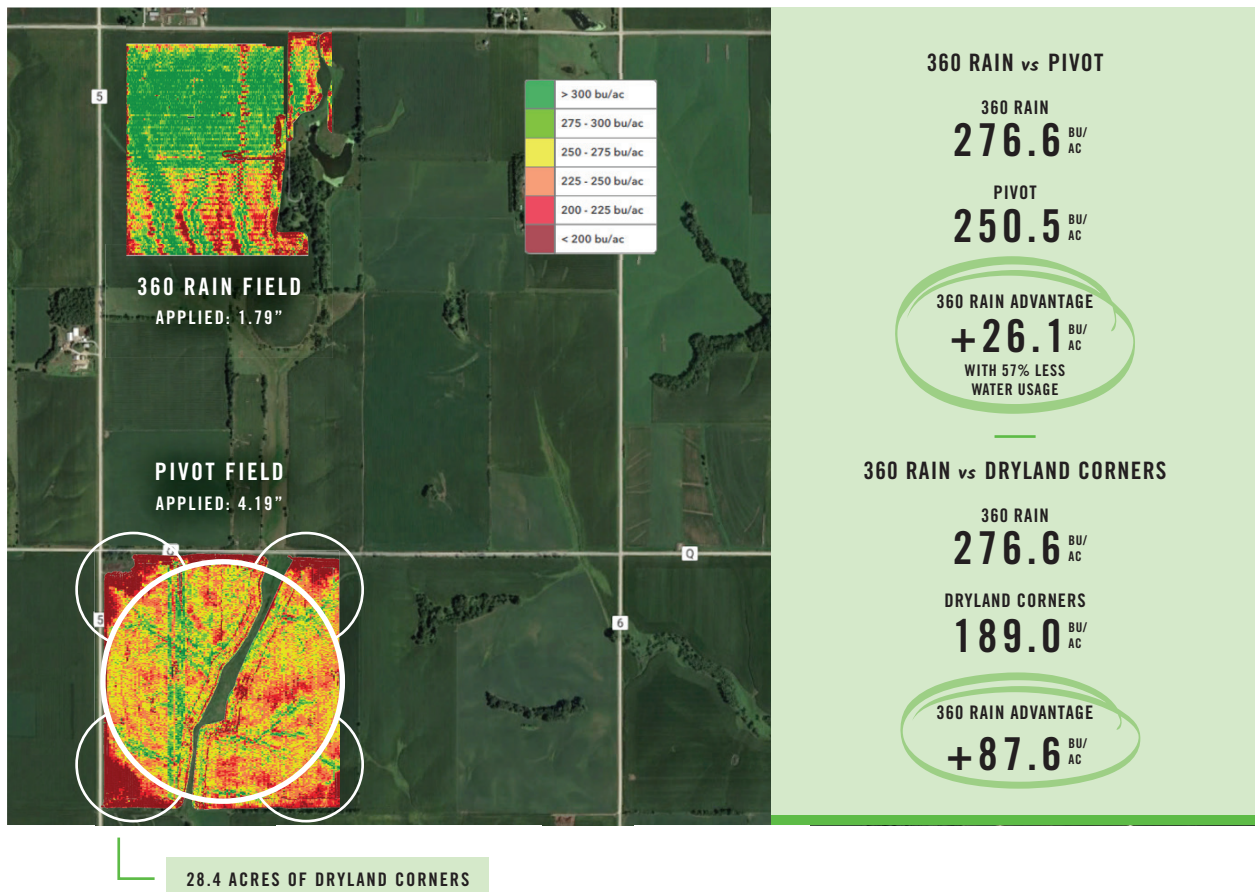 5
> 300 bu/ac
275 - 300 bu/ac
250 - 275 bu/ac
225 - 250 bu/ac
200 - 225 bu/ac
< 200 bu/ac
360 RAIN FIELD
APPLIED: 1.79”
PIVOT FIELD
APPLIED: 4.19”
Q
5
6
28.4 ACRES OF DRYLAND CORNERS
360 RAIN vs PIVOT
360 RAIN
276.6 BU/
AC
PIVOT
250.5 BU/
AC
360 RAIN ADVANTAGE
+26.1 BU/
AC
WITH 57% LESS
WATER USAGE
360 RAIN vs DRYLAND CORNERS
360 RAIN
276.6 BU/
AC
DRYLAND CORNERS
189.0 BU/
AC
360 RAIN ADVANTAGE
+87.6 BU/
AC